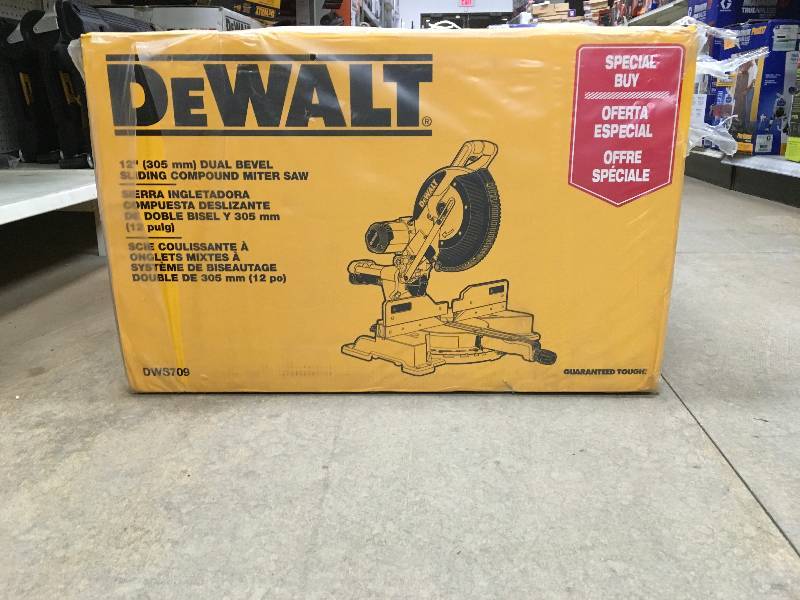 DEWALT®
12" (305 mm) DUAL BEVEL
SLIDING COMPOUND MITER SAW
SIERRA INGLETADORA
COMPUESTA DESLIZANTE
DE DOBLE BISEL Y 305 mm
(12 pulg)
SCIE COULISSANTE À
ONGLETS MIXTES À
SYSTÈME DE BISEAUTAGE
DOUBLE DE 305 mm (12 po)
DWS709
SPECIAL
BUY
OFERTA
ESPECIAL
OFFRE
SPÉCIALE
DEWALT
GUARANTEED TOUGH.